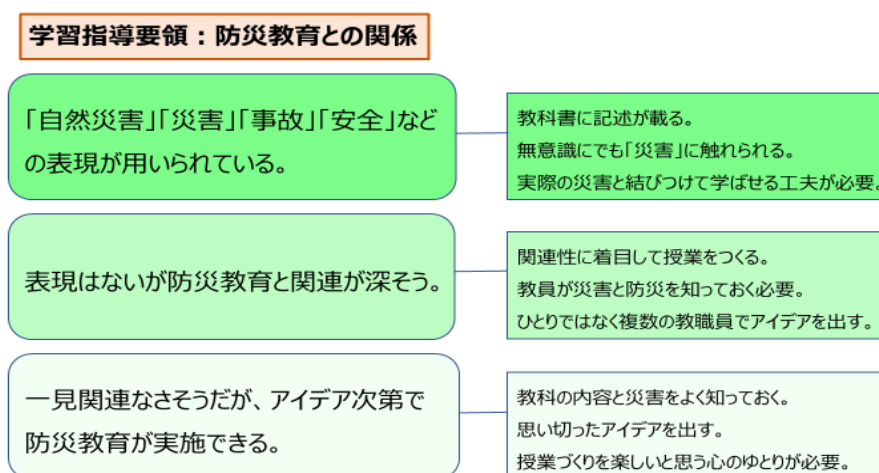 学習指導要領：防災教育との関係
「自然災害」「災害」「事故」「安全」など
の表現が用いられている。
教科書に記述が載る。
無意識にでも「災害」に触れられる。
実際の災害と結びつけて学ばせる工夫が必要。
表現はないが防災教育と関連が深そう。
関連性に着目して授業をつくる。
教員が災害と防災を知っておく必要。
ひとりではなく複数の教職員でアイデアを出す。
一見関連なさそうだが、アイデア次第で
防災教育が実施できる。
教科の内容と災害をよく知っておく。
思い切ったアイデアを出す。
授業づくりを楽しいと思う心のゆとりが必要。